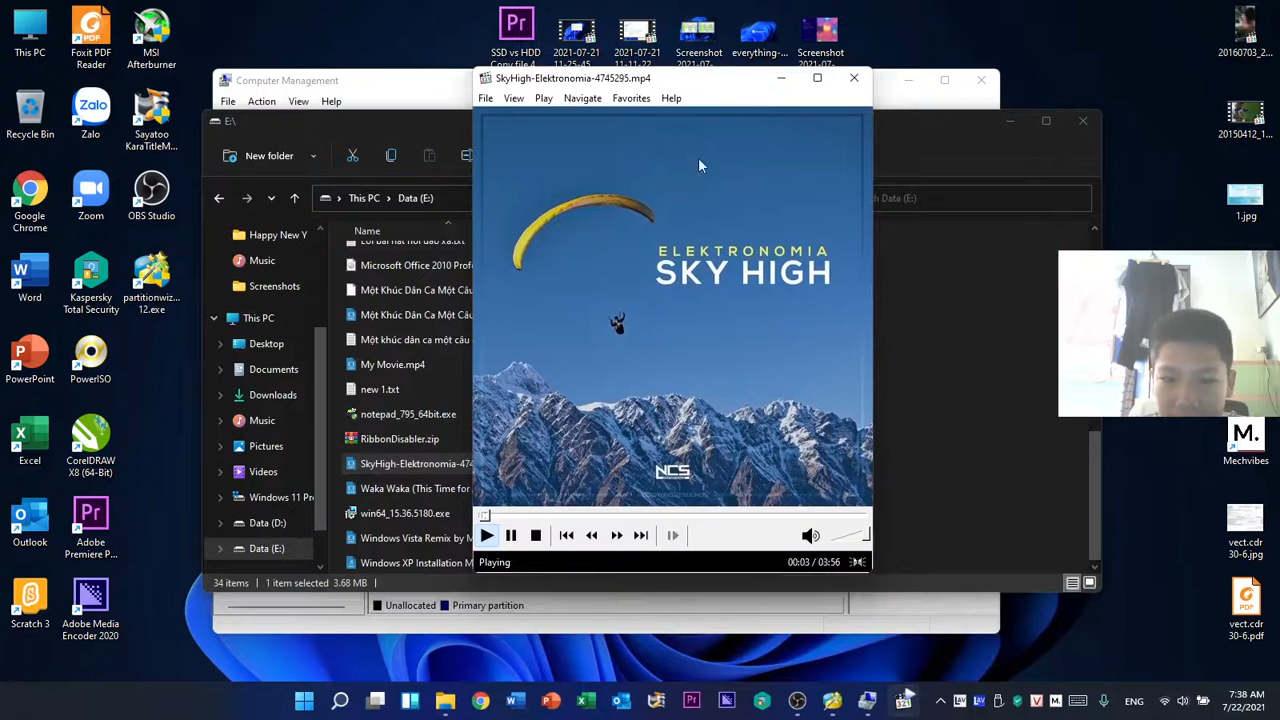 This PC
Foxit PDF
Reader
MSI
Afterburner
Recycle Bin
Zalo
Sayatoo
KaraTitleM...
Google
Chrome
Zoom
OBS Studio
Word
Kaspersky
Total Security
partitionwiz...
12.exe
PowerPoint
PowerISO
Excel
CorelDRAW
X8 (64-Bit)
Outlook
Adobe
Premiere P...
Scratch 3
Adobe Media
Encoder 2020
SSD vs HDD
Copy file 4
2021-07-21
11-25-45
2021-07-21
Screenshot
2021-07-
everything-...
Screenshot
2021-07-
20160703_2...
20150412_1...
1.jpg
Mechvibes
vect.cdr
30-6.jpg
vect.cdr
30-6.pdf
Computer Management
File Action View Help
E:\
New folder
This PC > Data (E:)
Data (E:)
Happy New Y
Music
Screenshots
This PC
Desktop
Documents
Downloads
Music
Pictures
Videos
Windows 11 Pr
Data (D:)
Data (E:)
Name
Microsoft Office 2010 Profe
Một Khúc Dân Ca Một Câu
Một Khúc Dân Ca Một Câu
Một khúc dân ca một câu
My Movie.mp4
new 1.txt
notepad_795_64bit.exe
RibbonDisabler.zip
SkyHigh-Elektronomia-474
Waka Waka (This Time for
win64_15.36.5180.exe
Windows Vista Remix by M
Windows XP Installation M
34 items 1 item selected 3.68 MB
Unallocated Primary partition
SkyHigh-Elektronomia-4745295.mp4
File View Play Navigate Favorites Help
ELEKTRONOMIA
SKY HIGH
NCS
Playing
00:03 / 03:56
ENG
7:38 AM
7/22/2021